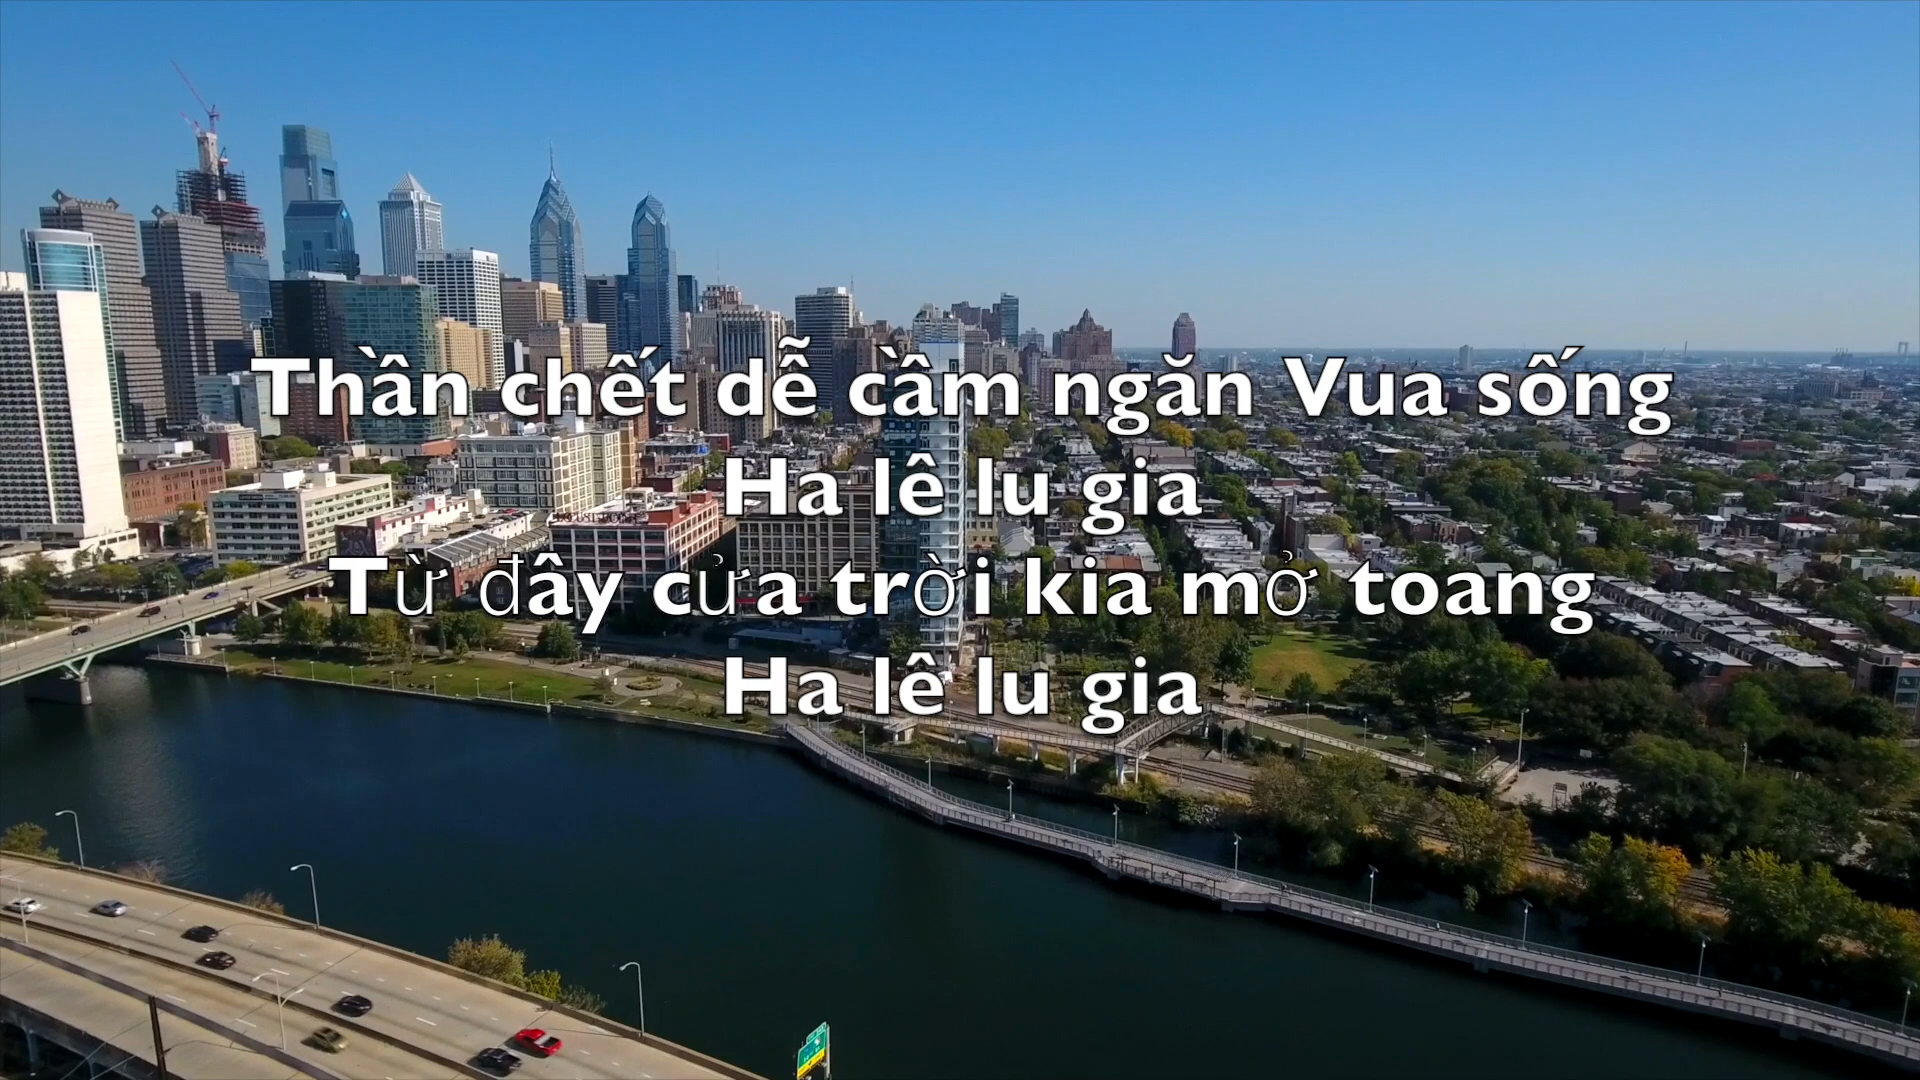 Thần chết dễ cầm ngăn Vua sống
Ha lê lu gia
Từ đây cửa trời kia mở toang
Ha lê lu gia